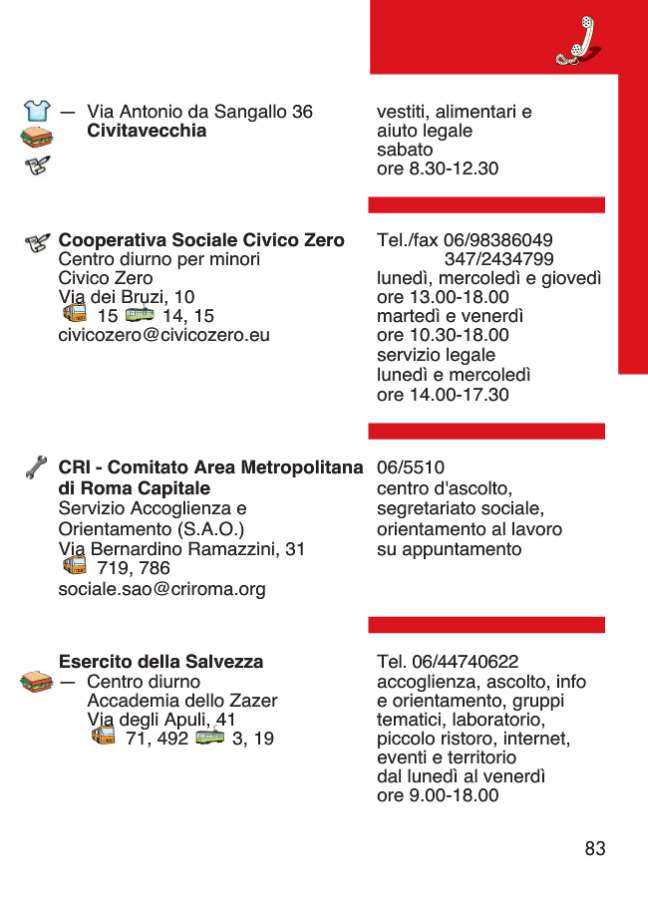 — Via Antonio da Sangallo 36
Civitavecchia
vestiti, alimentari e
aiuto legale
sabato
ore 8.30-12.30
Cooperativa Sociale Civico Zero
Centro diurno per minori
Civico Zero
Via dei Bruzi, 10
15 14, 15
civicozero@civicozero.eu
Tel./fax 06/98386049
347/2434799
lunedì, mercoledì e giovedì
ore 13.00-18.00
martedì e venerdì
ore 10.30-18.00
servizio legale
lunedì e mercoledì
ore 14.00-17.30
CRI - Comitato Area Metropolitana
di Roma Capitale
Servizio Accoglienza e
Orientamento (S.A.O.)
Via Bernardino Ramazzini, 31
719, 786
sociale.sao@criroma.org
06/5510
centro d'ascolto,
segretariato sociale,
orientamento al lavoro
su appuntamento
Esercito della Salvezza
— Centro diurno
Accademia dello Zazer
Via degli Apuli, 41
71, 492 3, 19
Tel. 06/44740622
accoglienza, ascolto, info
e orientamento, gruppi
tematici, laboratorio,
piccolo ristoro, internet,
eventi e territorio
dal lunedì al venerdì
ore 9.00-18.00
83